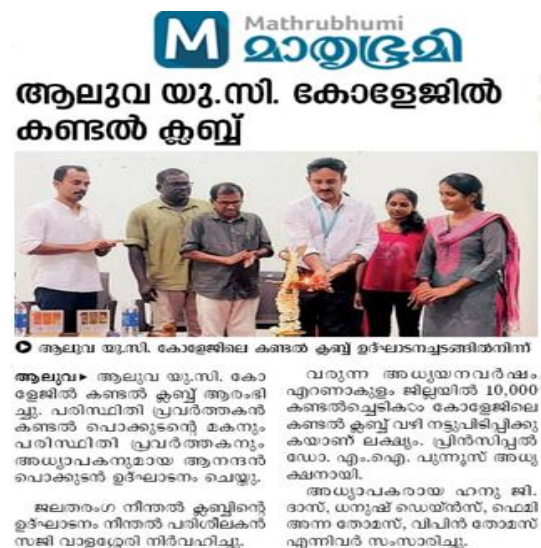 Mathrubhumi
മാതൃഭൂമി
ആലുവ യു.സി. കോളേജിൽ
കണ്ടൽ ക്ലബ്ബ്
ആലുവ യു.സി. കോളേജിലെ കണ്ടൽ ക്ലബ്ബ് ഉദ്ഘാടനച്ചടങ്ങിൽനിന്ന്
ആലുവ▸ ആലുവ യു.സി. കോ
ളേജിൽ കണ്ടൽ ക്ലബ്ബ് ആരംഭി
ച്ചു. പരിസ്ഥിതി പ്രവർത്തകൻ
കണ്ടൽ പൊക്കുടന്റെ മകനും
പരിസ്ഥിതി പ്രവർത്തകനും
അധ്യാപകനുമായ ആനന്ദൻ
പൊക്കുടൻ ഉദ്ഘാടനം ചെയ്തു.
ജലതരംഗ നീന്തൽ ക്ലബ്ബിന്റെ
ഉദ്ഘാടനം നീന്തൽ പരിശീലകൻ
സജി വാളശ്ശേരി നിർവഹിച്ചു.
വരുന്ന അധ്യയനവർഷം
എറണാകുളം ജില്ലയിൽ 10,000
കണ്ടൽച്ചെടികൾ കോളേജിലെ
കണ്ടൽ ക്ലബ്ബ് വഴി നട്ടുപിടിപ്പിക്കു
കയാണ് ലക്ഷ്യം. പ്രിൻസിപ്പൽ
ഡോ. എം.ഐ. പുന്നൂസ് അധ്യ
ക്ഷനായി.
അധ്യാപകരായ ഹനു ജി.
ദാസ്, ധനുഷ് ഡെയ്ൻസ്, ഫെമി
അന്ന തോമസ്, വിപിൻ തോമസ്
എന്നിവർ സംസാരിച്ചു.